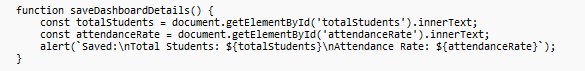 function saveDashboardDetails() {
    const totalStudents = document.getElementById('totalStudents').innerText;
    const attendanceRate = document.getElementById('attendanceRate').innerText;
    alert(`Saved:\nTotal Students: ${totalStudents}\nAttendance Rate: ${attendanceRate}`);
}